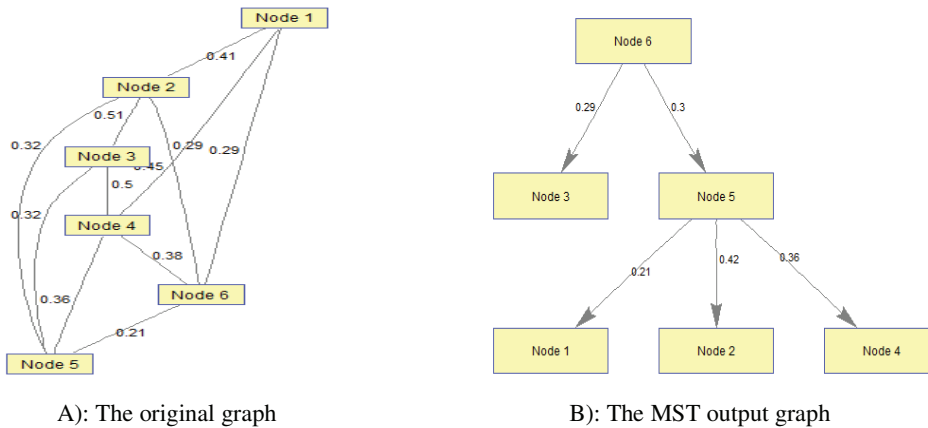 Node 1
0.41
Node 2
0.51
0.32
Node 3
0.45
0.29
0.29
0.5
0.32
Node 4
0.38
Node 6
0.36
0.21
Node 5
A): The original graph
Node 6
0.29
0.3
Node 3
Node 5
0.21
0.42
0.36
Node 1
Node 2
Node 4
B): The MST output graph